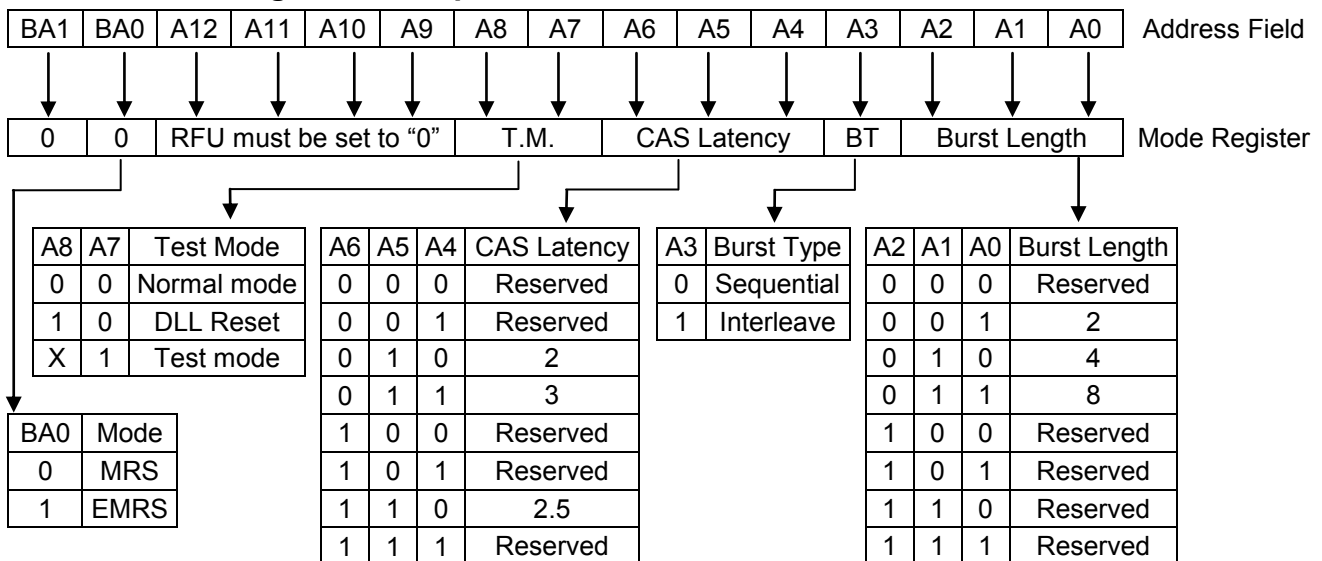 BA1 BA0 A12 A11 A10 A9 A8 A7 A6 A5 A4 A3 A2 A1 A0 Address Field
0 0 RFU must be set to “0” T.M. CAS Latency BT Burst Length Mode Register
A8 A7 Test Mode
0 0 Normal mode
1 0 DLL Reset
X 1 Test mode
BA0 Mode
0 MRS
1 EMRS
A6 A5 A4 CAS Latency
0 0 0 Reserved
0 0 1 Reserved
0 1 0 2
0 1 1 3
1 0 0 Reserved
1 0 1 Reserved
1 1 0 2.5
1 1 1 Reserved
A3 Burst Type
0 Sequential
1 Interleave
A2 A1 A0 Burst Length
0 0 0 Reserved
0 0 1 2
0 1 0 4
0 1 1 8
1 0 0 Reserved
1 0 1 Reserved
1 1 0 Reserved
1 1 1 Reserved